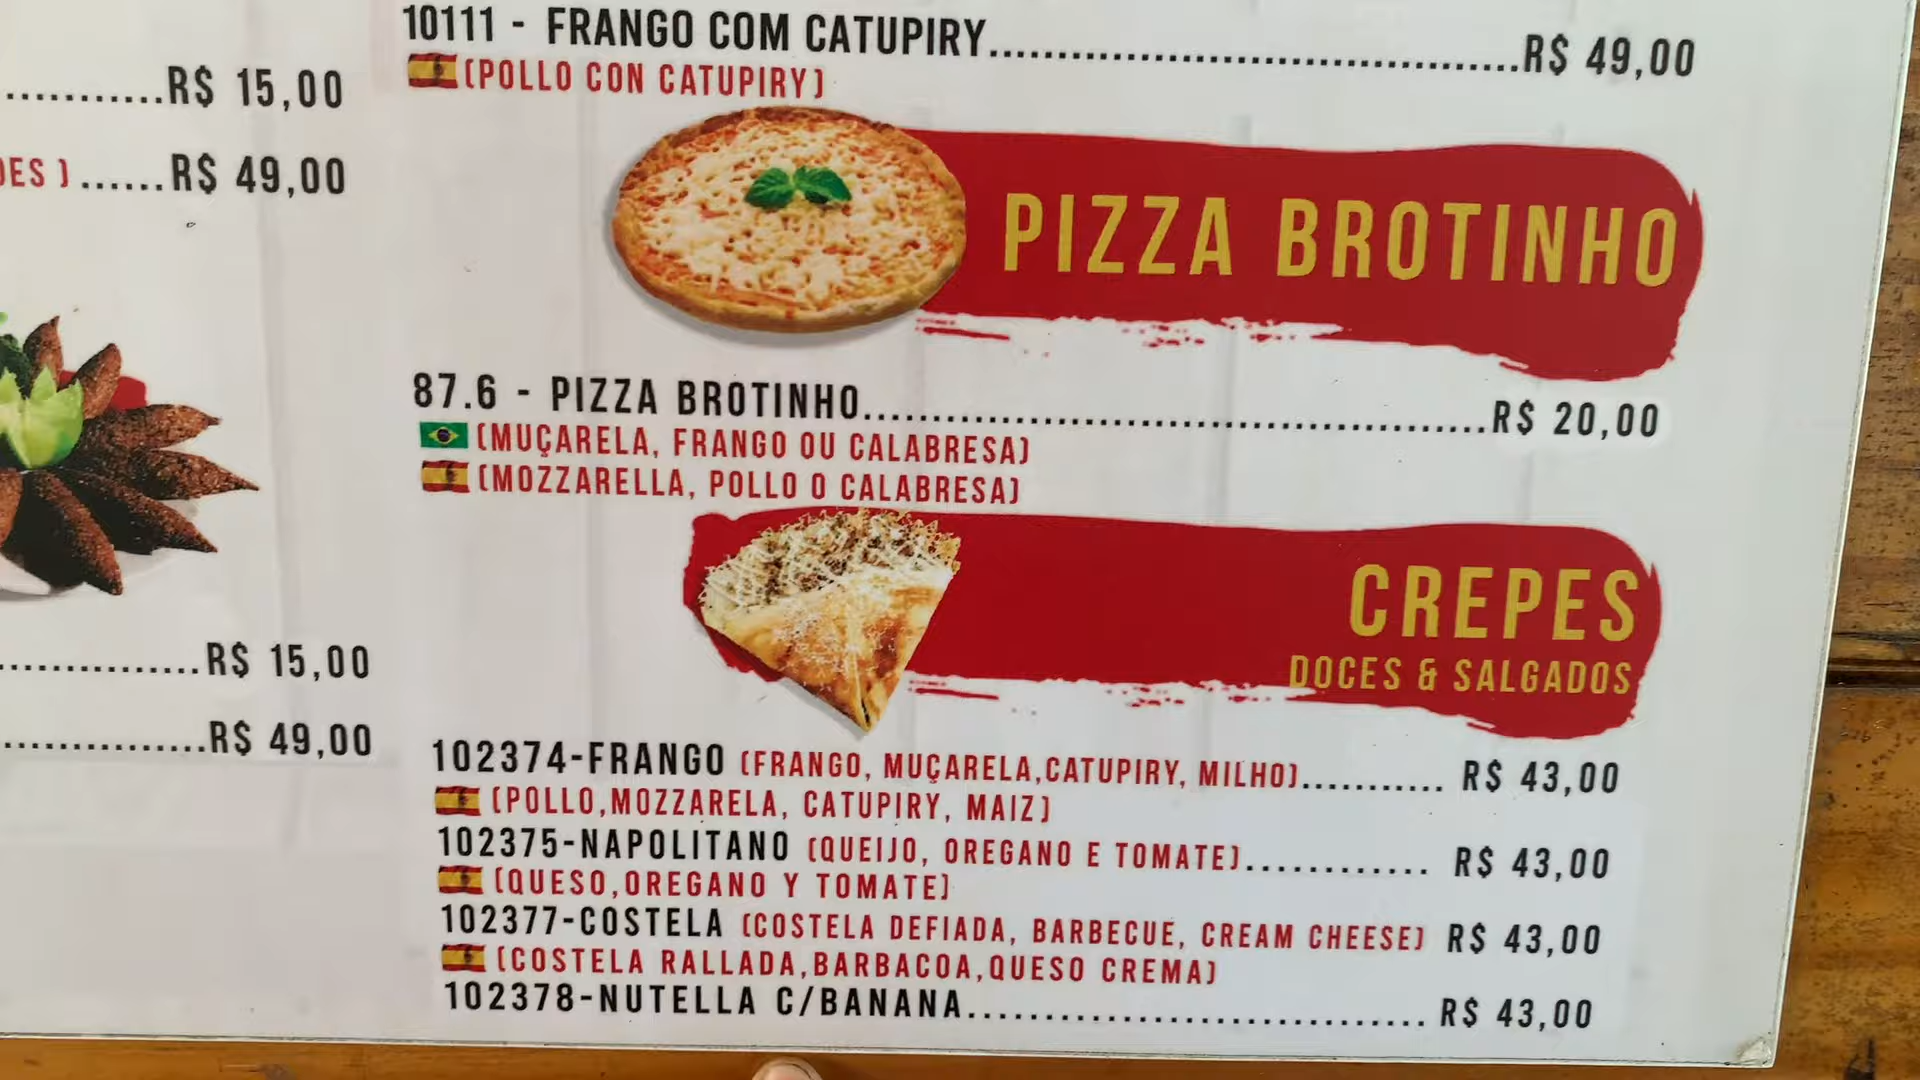 R$ 15,00
DES )......R$ 49,00
R$ 15,00
R$ 49,00
10111 - FRANGO COM CATUPIRY R$ 49,00
(POLLO CON CATUPIRY)
PIZZA BROTINHO
87.6 - PIZZA BROTINHO R$ 20,00
(MUÇARELA, FRANGO OU CALABRESA)
(MOZZARELLA, POLLO O CALABRESA)
CREPES
DOCES & SALGADOS
102374-FRANGO (FRANGO, MUÇARELA,CATUPIRY, MILHO) R$ 43,00
(POLLO,MOZZARELA, CATUPIRY, MAIZ)
102375-NAPOLITANO (QUEIJO, OREGANO E TOMATE) R$ 43,00
(QUESO,OREGANO Y TOMATE)
102377-COSTELA (COSTELA DEFIADA, BARBECUE, CREAM CHEESE) R$ 43,00
(COSTELA RALLADA,BARBACOA,QUESO CREMA)
102378-NUTELLA C/BANANA R$ 43,00